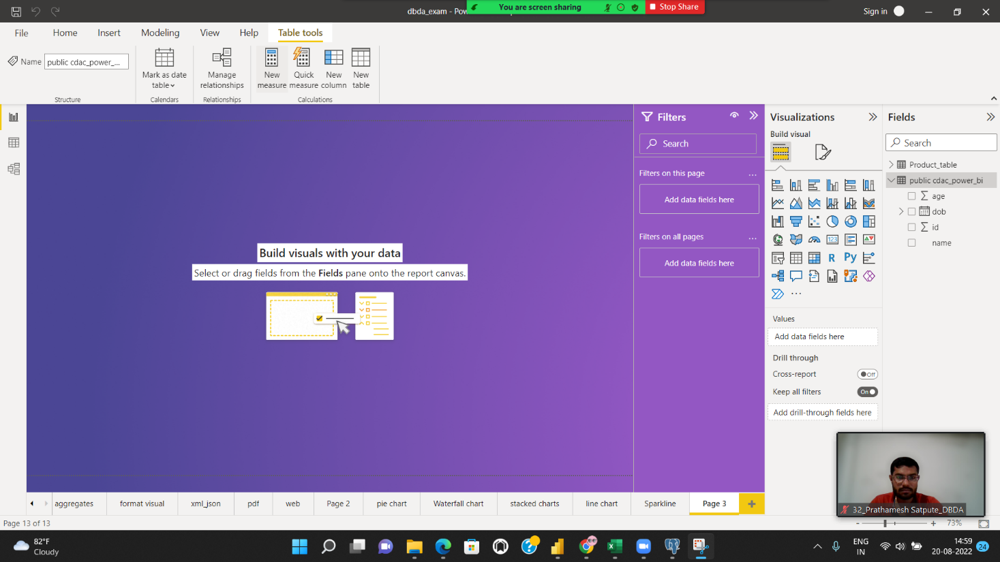 dbda_exam - Po
You are screen sharing
Stop Share
Sign in
File
Home
Insert
Modeling
View
Help
Table tools
Name
public cdac_power_...
Mark as date
table
Manage
relationships
New
measure
Quick
measure
New
column
New
table
Structure
Calendars
Relationships
Calculations
Filters
Search
Filters on this page
...
Add data fields here
Filters on all pages
...
Add data fields here
Build visuals with your data
Select or drag fields from the Fields pane onto the report canvas.
Visualizations
Build visual
123
R
Py
...
Values
Add data fields here
Drill through
Cross-report
Off
Keep all filters
On
Add drill-through fields here
Fields
Search
Product_table
public cdac_power_bi
age
dob
id
name
32_Prathamesh Satpute_DBDA
aggregates
format visual
xml_json
pdf
web
Page 2
pie chart
Waterfall chart
stacked charts
line chart
Sparkline
Page 3
Page 13 of 13
73%
82°F
Cloudy
ENG
IN
14:59
20-08-2022
24